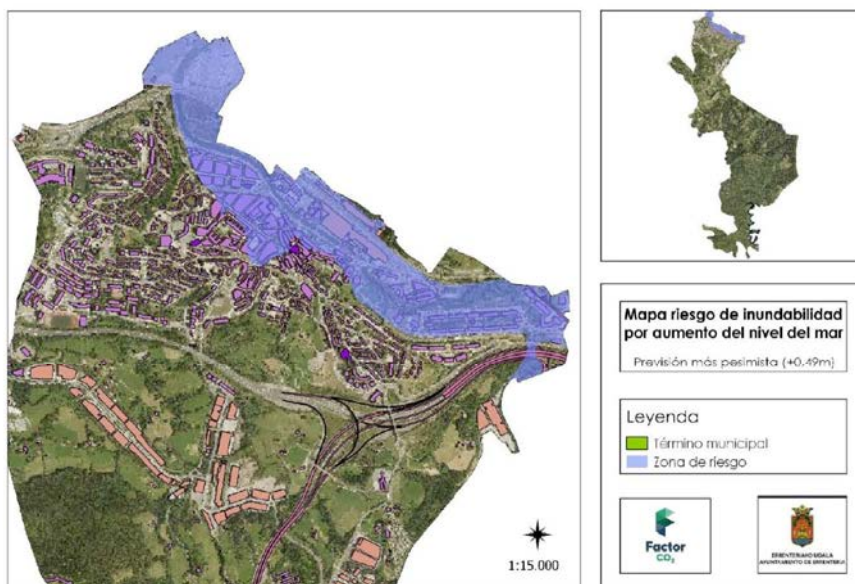 Mapa riesgo de inundabilidad
por aumento del nivel del mar
Previsión más pesimista (+0.49m)
Leyenda
Término municipal
Zona de riesgo
1:15.000
Factor
CO₂
ERRENTERIAKO UDALA
AYUNTAMIENTO DE ERRENTERIA